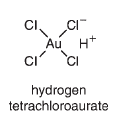 Cl Cl⁻
Au H⁺
Cl Cl
hydrogen
tetrachloroaurate